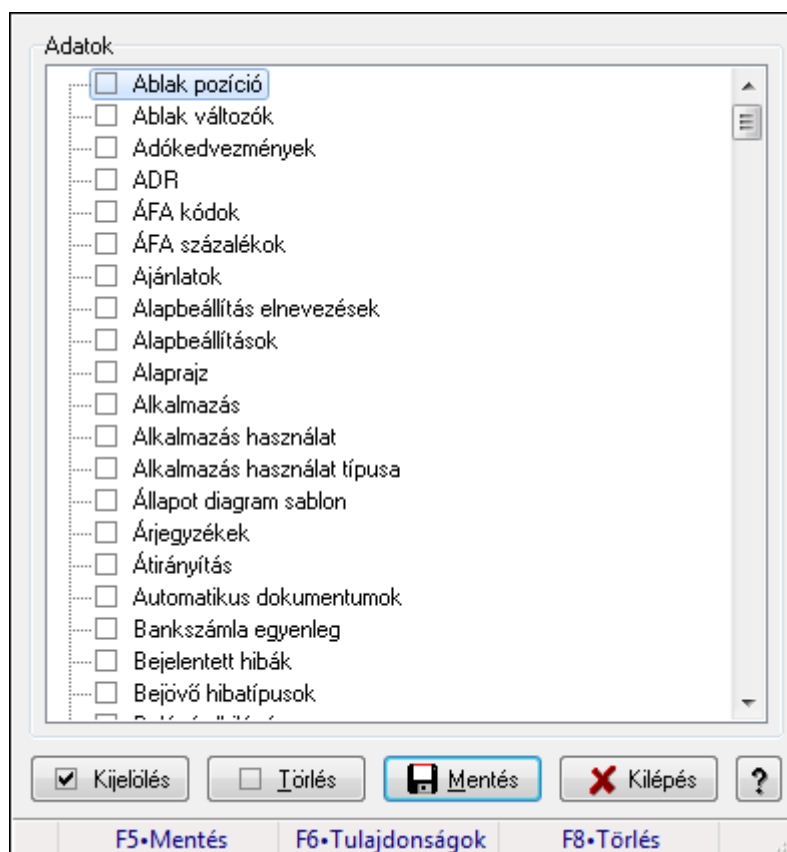 Adatok
Ablak pozíció
Ablak változók
Adókedvezmények
ADR
ÁFA kódok
ÁFA százalékok
Ajánlatok
Alapbeállítás elnevezések
Alapbeállítások
Alaprajz
Alkalmazás
Alkalmazás használat
Alkalmazás használat típusa
Állapot diagram sablon
Árjegyzékek
Átirányítás
Automatikus dokumentumok
Bankszámla egyenleg
Bejelentett hibák
Bejövő hibatípusok
Kijelölés Törlés Mentés Kilépés ?
F5•Mentés F6•Tulajdonságok F8•Törlés